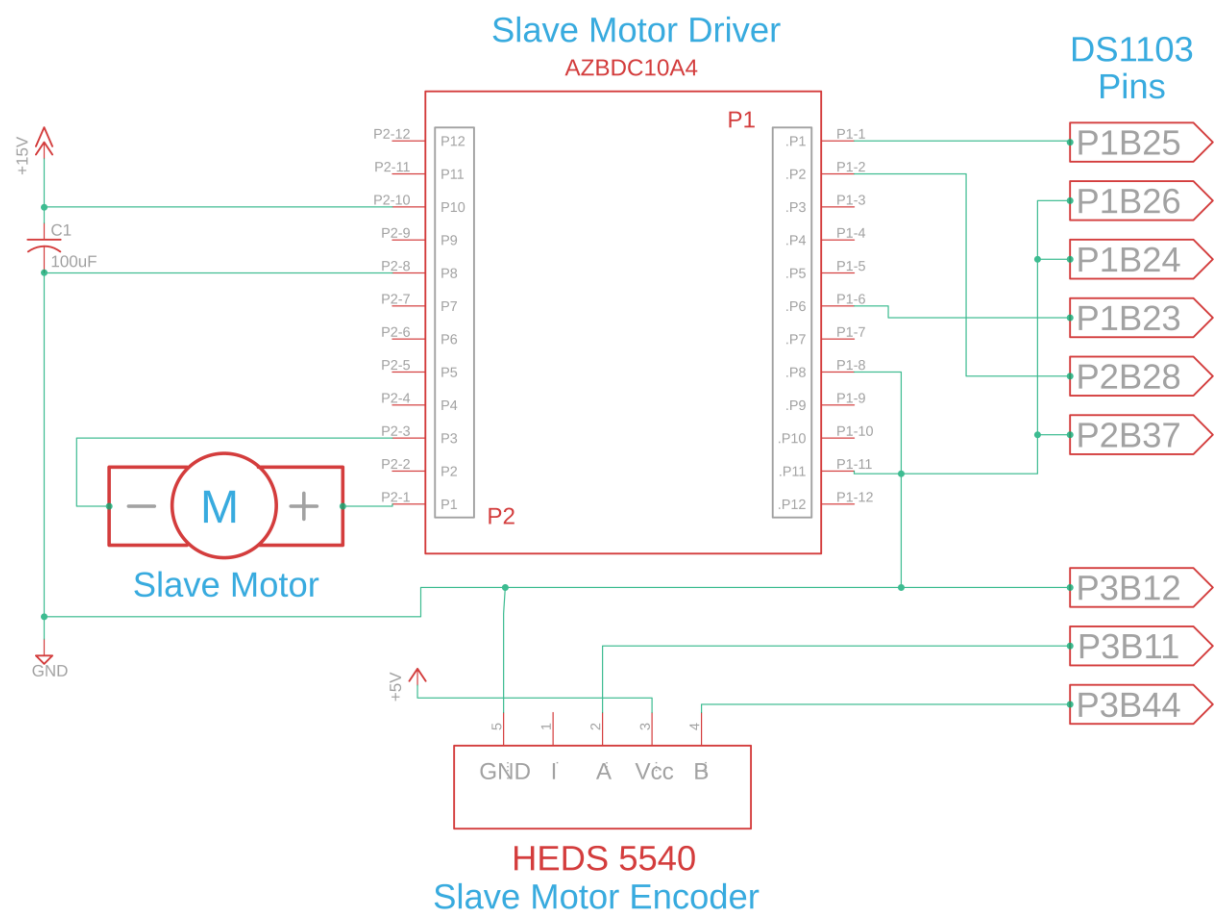 Slave Motor Driver
AZBDC10A4
DS1103
Pins
P1
P2-12 P12 .P1 P1-1 P1B25
+15V
P2-11 P11 .P2 P1-2
P2-10 P10 .P3 P1-3 P1B26
C1
P2-9 P9 .P4 P1-4
100uF
P1B24
P2-8 P8 .P5 P1-5
P2-7 P7 .P6 P1-6 P1B23
P2-6 P6 .P7 P1-7
P2-5 P5 .P8 P1-8 P2B28
P2-4 P4 .P9 P1-9
P2-3 P3 .P10 P1-10 P2B37
P2-2 P2 .P11 P1-11
P2-1 P1 .P12 P1-12
− M +
P2
Slave Motor
P3B12
GND
P3B11
+5V
P3B44
5 1 2 3 4
GND I A Vcc B
HEDS 5540
Slave Motor Encoder